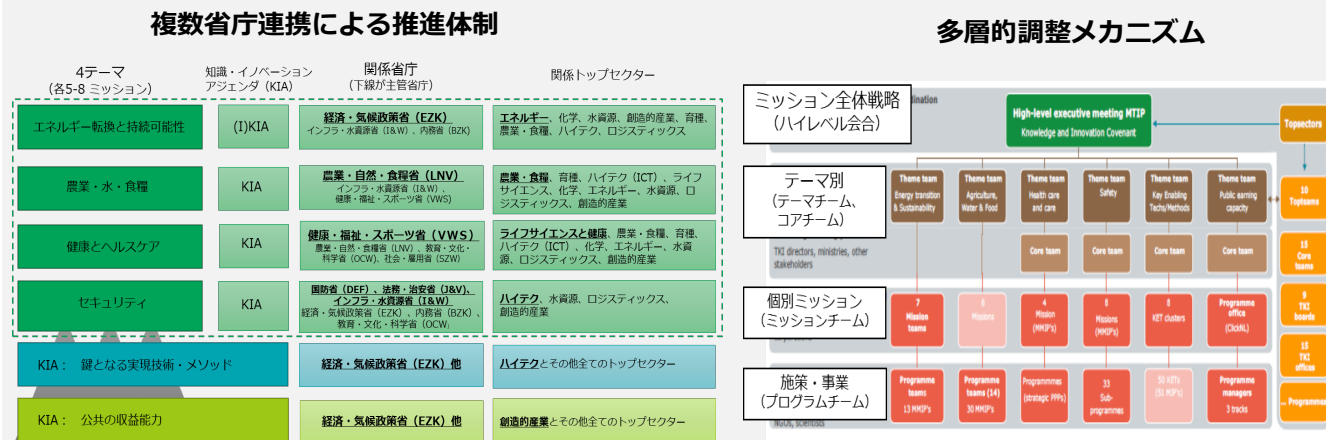 複数省庁連携による推進体制
4テーマ
(各5-8 ミッション)
知識・イノベーション
アジェンダ (KIA)
関係省庁
(下線が主管省庁)
関係トップセクター
エネルギー転換と持続可能性
(I)KIA
経済・気候政策省 (EZK)
インフラ・水資源省 (I&W) 、内務省 (BZK)
エネルギー、化学、水資源、創造的産業、育種、
農業・食糧、ハイテク、ロジスティックス
農業・水・食糧
KIA
農業・自然・食糧省 (LNV)
インフラ・水資源省 (I&W) 、
健康・福祉・スポーツ省 (VWS)
農業・食糧、育種、ハイテク (ICT) 、ライフ
サイエンス、化学、エネルギー、水資源、ロ
ジスティックス、創造的産業
健康とヘルスケア
KIA
健康・福祉・スポーツ省 (VWS)
農業・自然・食糧省 (LNV) 、教育・文化・
科学省 (OCW)、社会・雇用省 (SZW)
ライフサイエンスと健康、農業・食糧、育種、
ハイテク (ICT) 、化学、エネルギー、水資
源、ロジスティックス、創造的産業
セキュリティ
KIA
国防省 (DEF) 、法務・治安省 (J&V)、
インフラ・水資源省 (I&W)
経済・気候政策省 (EZK) 、内務省 (BZK) 、
教育・文化・科学省 (OCW)
ハイテク、水資源、ロジスティックス、
創造的産業
KIA: 鍵となる実現技術・メソッド
経済・気候政策省 (EZK) 他
ハイテクとその他全てのトップセクター
KIA: 公共の収益能力
経済・気候政策省 (EZK) 他
創造的産業とその他全てのトップセクター
多層的調整メカニズム
ミッション全体戦略
(ハイレベル会合)
dination
High-level executive meeting MTIP
Knowledge and Innovation Covenant
Topsectors
テーマ別
(テーマチーム、
コアチーム)
Theme team
Energy transition
& Sustainability
Theme team
Agriculture,
Water & Food
Theme team
Health care
and care
Theme team
Safety
Theme team
Key Enabling
Techs/Methods
Theme team
Public earning
capacity
10
Topteams
TKI directors, ministries, other
stakeholders
Core team
Core team
Core team
Core team
15
Core
teams
個別ミッション
(ミッションチーム)
7
Mission
teams
6
Missions
4
Mission
(MMIP's)
8
Missions
(MMIP's)
8
KET clusters
Programme
office
(ClickNL)
9
TKI
boards
15
TKI
offices
施策・事業
(プログラムチーム)
Programme
teams
13 MMIP's
Programme
teams (14)
30 MMIP's
Programmmes
(strategic PPPs)
33
Sub-
programmes
50 KETs
(51 MIP's)
Programme
managers
3 tracks
... Programmes
NGOs, scientists